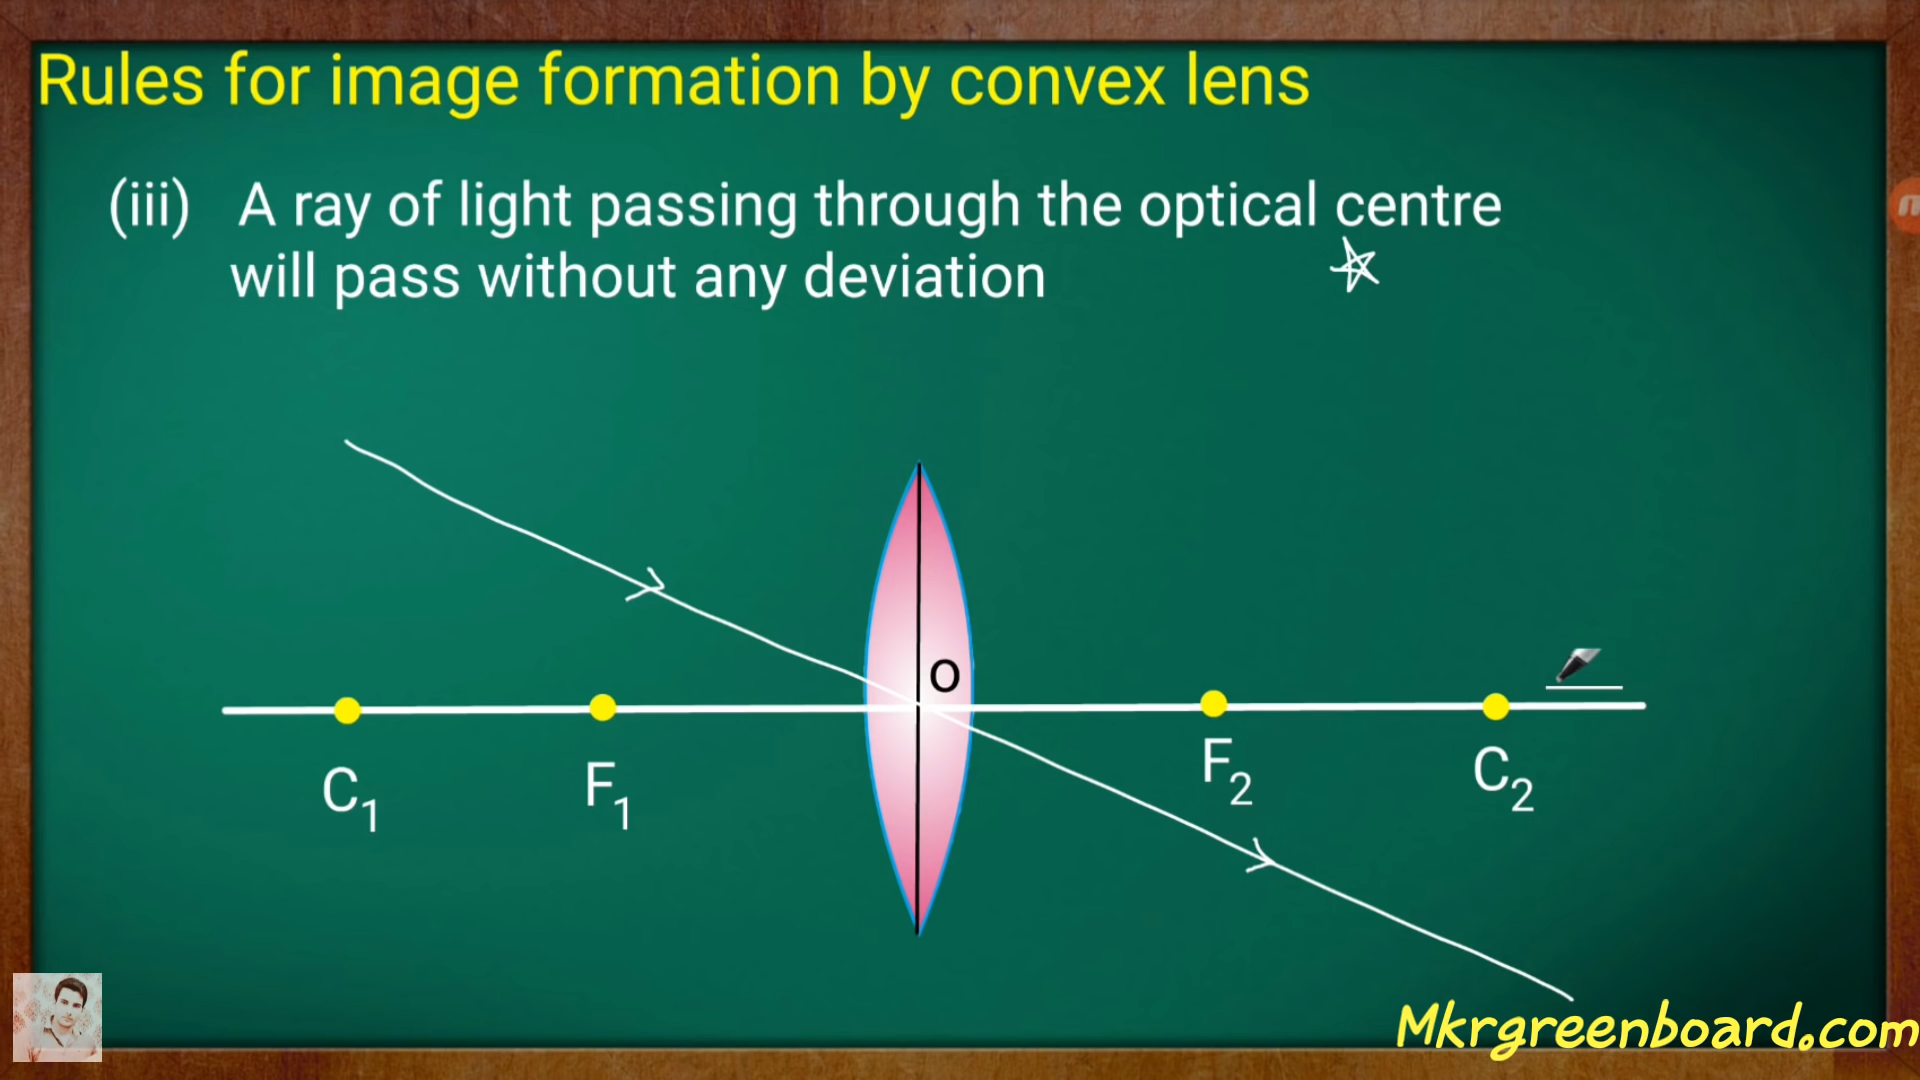 Rules for image formation by convex lens
(iii) A ray of light passing through the optical centre
will pass without any deviation
O
C₁ F₁ F₂ C₂
Mkrgreenboard.com